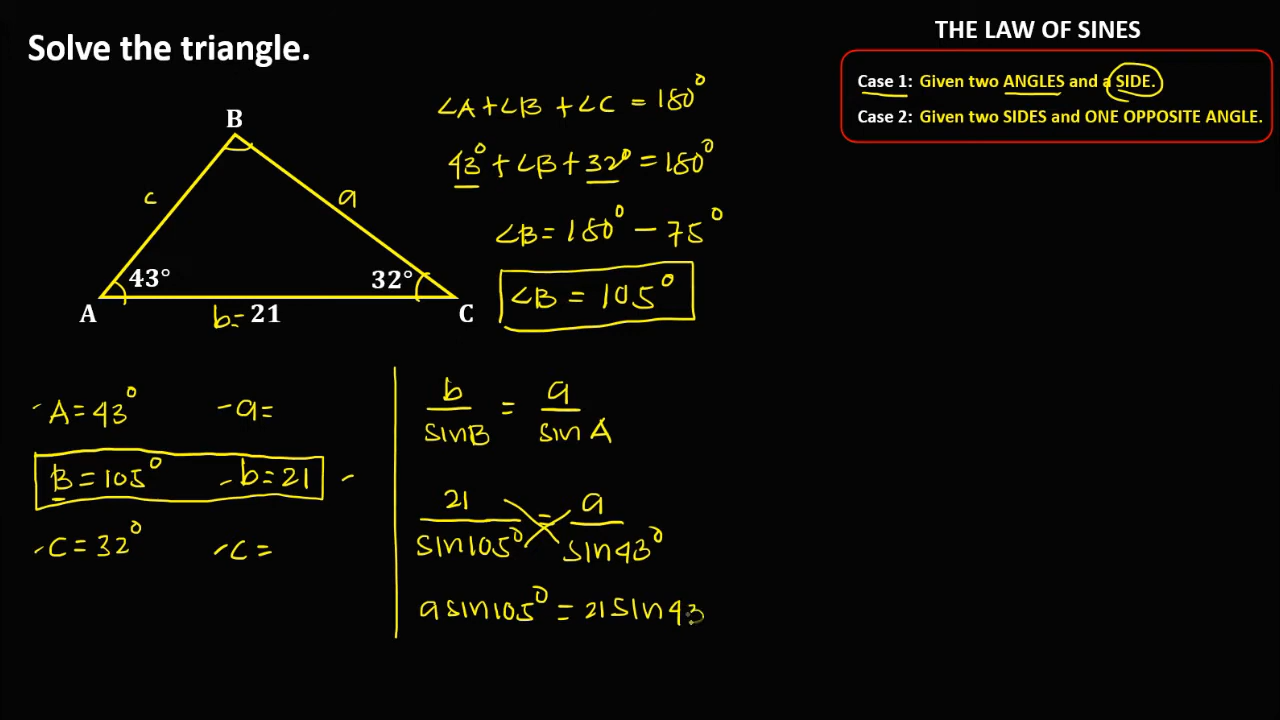 Solve the triangle.
THE LAW OF SINES
Case 1: Given two ANGLES and a SIDE.
Case 2: Given two SIDES and ONE OPPOSITE ANGLE.
B
c
a
43°
32°
A
b= 21
C
∠A + ∠B + ∠C = 180°
43° + ∠B + 32° = 180°
∠B = 180° − 75°
∠B = 105°
A = 43° a =
B = 105° b = 21
C = 32° c =
b/sinB = a/sin A
21/sin105° = a/sin43°
a sin105° = 21 sin43